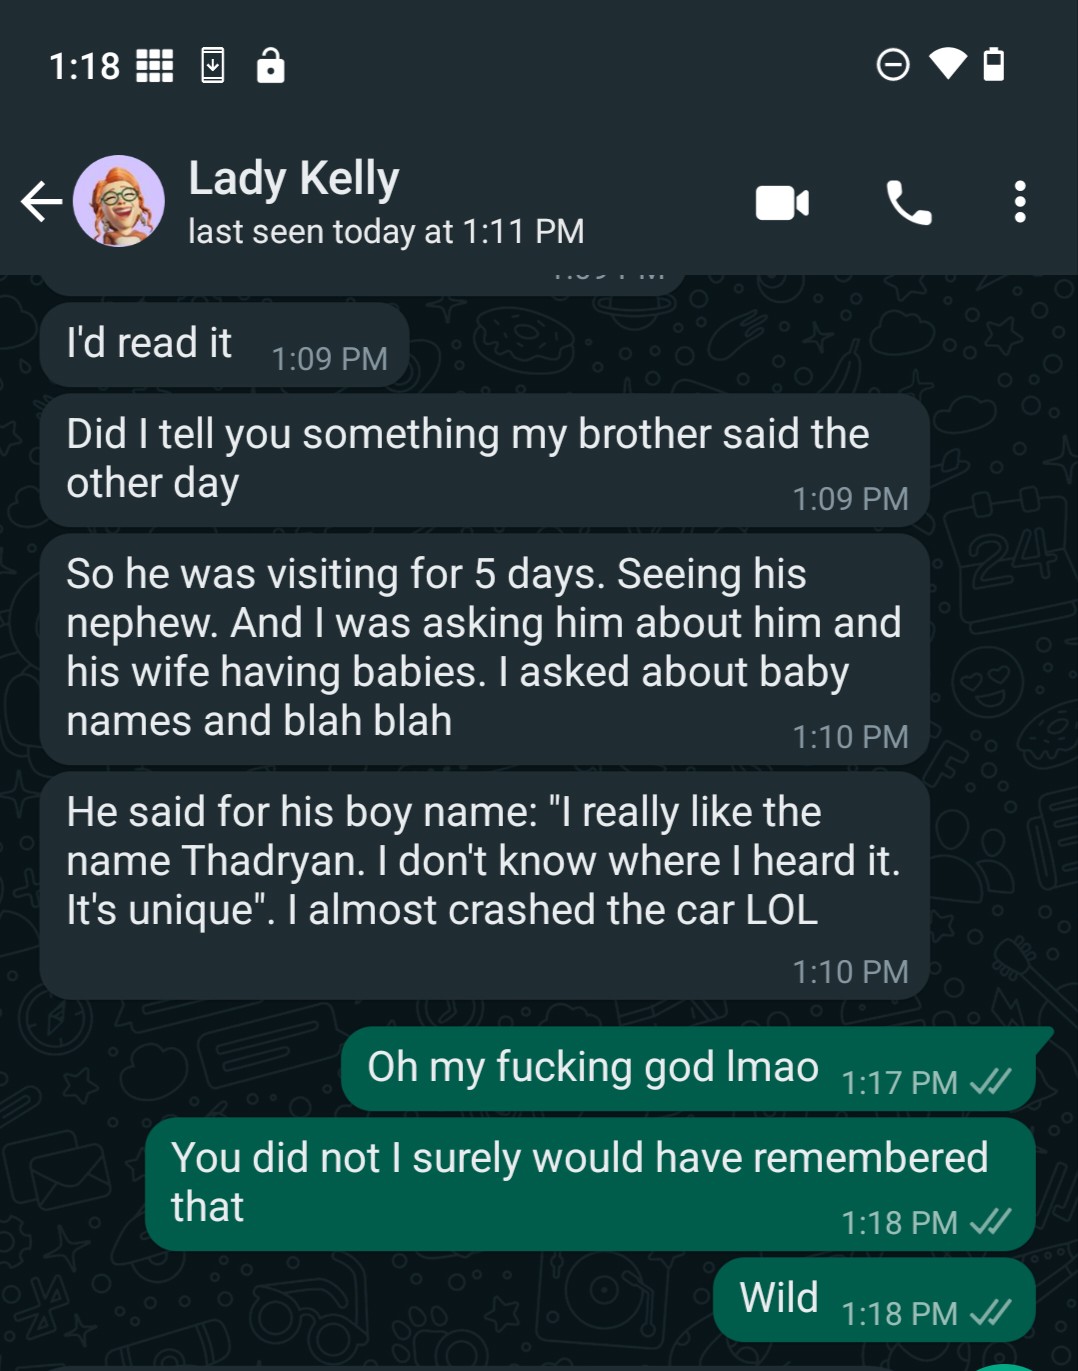 1:18
Lady Kelly
last seen today at 1:11 PM
1:09 PM
I'd read it 1:09 PM
Did I tell you something my brother said the
other day
1:09 PM
So he was visiting for 5 days. Seeing his
nephew. And I was asking him about him and
his wife having babies. I asked about baby
names and blah blah
1:10 PM
He said for his boy name: "I really like the
name Thadryan. I don't know where I heard it.
It's unique". I almost crashed the car LOL
1:10 PM
Oh my fucking god lmao 1:17 PM
You did not I surely would have remembered
that
1:18 PM
Wild 1:18 PM
24